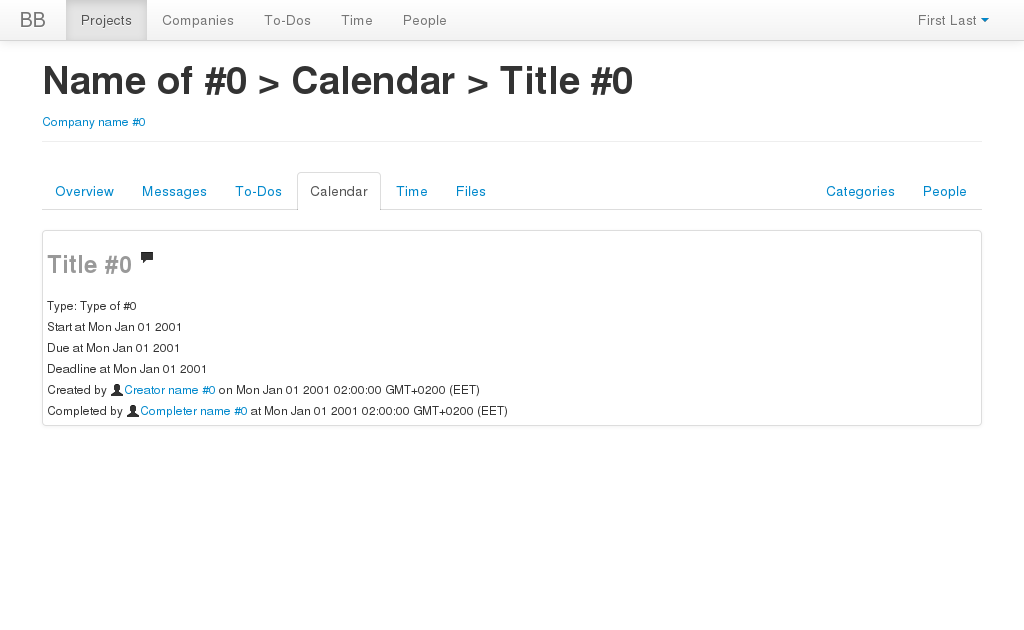 BB Projects Companies To-Dos Time People First Last
Name of #0 > Calendar > Title #0
Company name #0
Overview Messages To-Dos Calendar Time Files Categories People
Title #0
Type: Type of #0
Start at Mon Jan 01 2001
Due at Mon Jan 01 2001
Deadline at Mon Jan 01 2001
Created by Creator name #0 on Mon Jan 01 2001 02:00:00 GMT+0200 (EET)
Completed by Completer name #0 at Mon Jan 01 2001 02:00:00 GMT+0200 (EET)